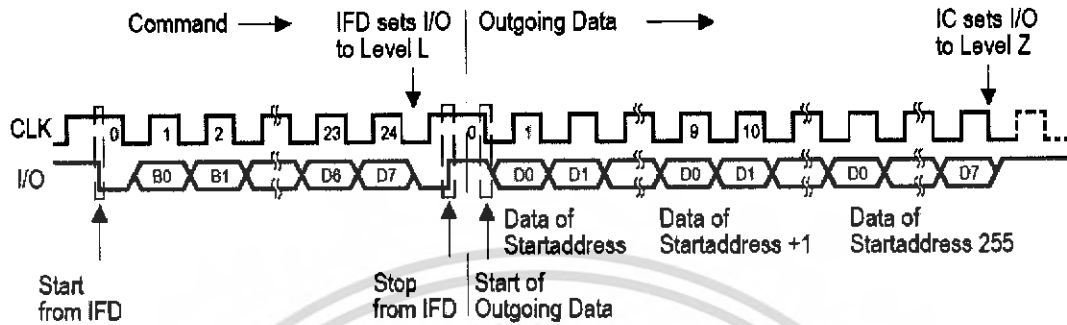 Command
IFD sets I/O
to Level L
Outgoing Data
IC sets I/O
to Level Z
CLK
0 1 2 23 24 0 1 9 10
I/O
B0 B1 D6 D7 D0 D1 D0 D1 D0 D7
Data of
Startaddress
Data of
Startaddress +1
Data of
Startaddress 255
Start
from IFD
Stop
from IFD
Start of
Outgoing Data